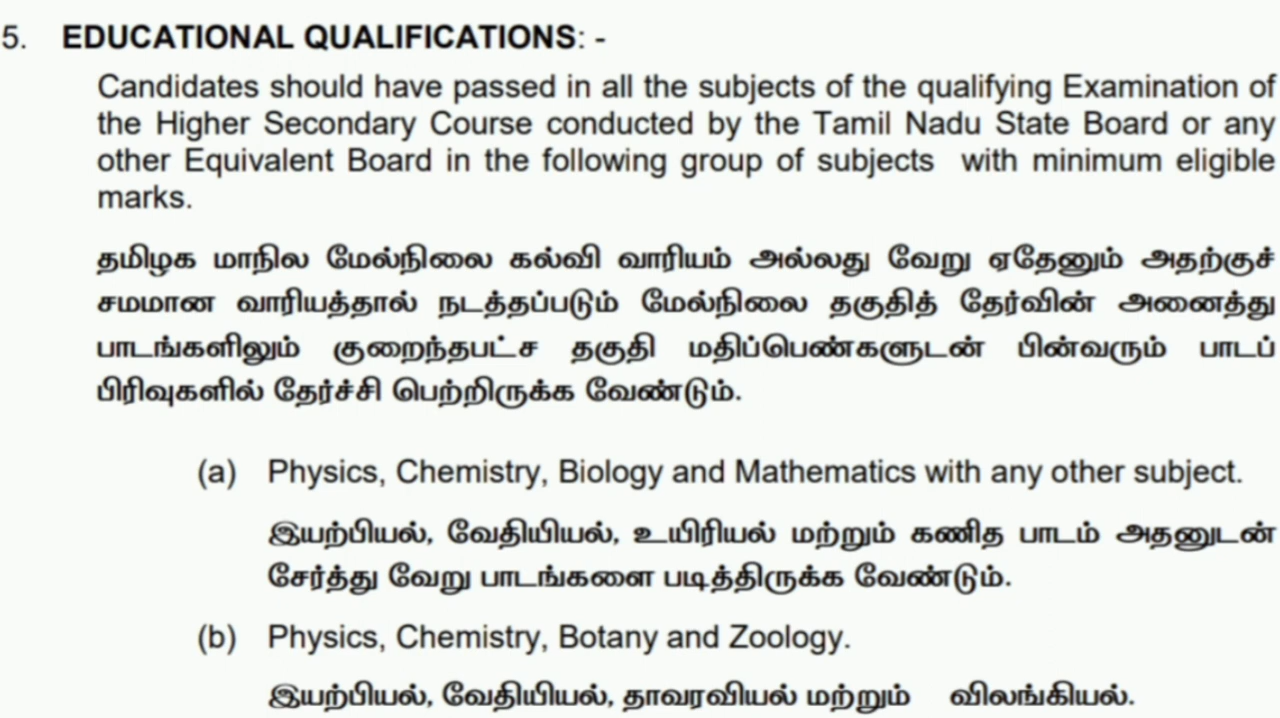 5. EDUCATIONAL QUALIFICATIONS: -
Candidates should have passed in all the subjects of the qualifying Examination of
the Higher Secondary Course conducted by the Tamil Nadu State Board or any
other Equivalent Board in the following group of subjects with minimum eligible
marks.
தமிழக மாநில மேல்நிலை கல்வி வாரியம் அல்லது வேறு ஏதேனும் அதற்குச்
சமமான வாரியத்தால் நடத்தப்படும் மேல்நிலை தகுதித் தேர்வின் அனைத்து
பாடங்களிலும் குறைந்தபட்ச தகுதி மதிப்பெண்களுடன் பின்வரும் பாடப்
பிரிவுகளில் தேர்ச்சி பெற்றிருக்க வேண்டும்.
(a) Physics, Chemistry, Biology and Mathematics with any other subject.
இயற்பியல், வேதியியல், உயிரியல் மற்றும் கணித பாடம் அதனுடன்
சேர்த்து வேறு பாடங்களை படித்திருக்க வேண்டும்.
(b) Physics, Chemistry, Botany and Zoology.
இயற்பியல், வேதியியல், தாவரவியல் மற்றும் விலங்கியல்.